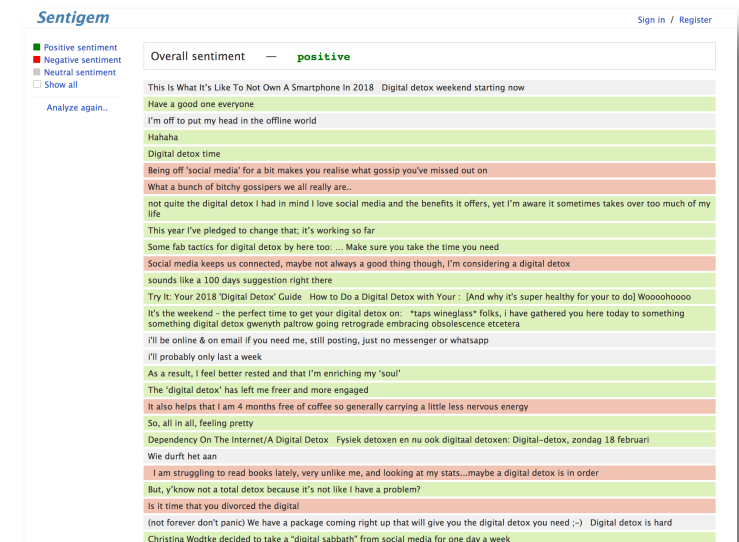 Sentigem
Sign in / Register
Positive sentiment
Negative sentiment
Neutral sentiment
Show all
Analyze again..
Overall sentiment — positive
This Is What It's Like To Not Own A Smartphone In 2018 Digital detox weekend starting now
Have a good one everyone
I'm off to put my head in the offline world
Hahaha
Digital detox time
Being off 'social media' for a bit makes you realise what gossip you've missed out on
What a bunch of bitchy gossipers we all really are..
not quite the digital detox I had in mind I love social media and the benefits it offers, yet I'm aware it sometimes takes over too much of my
life
This year I've pledged to change that; it's working so far
Some fab tactics for digital detox by here too: ... Make sure you take the time you need
Social media keeps us connected, maybe not always a good thing though, I'm considering a digital detox
sounds like a 100 days suggestion right there
Try It: Your 2018 'Digital Detox' Guide How to Do a Digital Detox with Your : [And why it's super healthy for your to do] Woooohoooo
It's the weekend - the perfect time to get your digital detox on: *taps wineglass* folks, i have gathered you here today to something
something digital detox gwenyth paltrow going retrograde embracing obsolescence etcetera
i'll be online & on email if you need me, still posting, just no messenger or whatsapp
i'll probably only last a week
As a result, I feel better rested and that I'm enriching my 'soul'
The 'digital detox' has left me freer and more engaged
It also helps that I am 4 months free of coffee so generally carrying a little less nervous energy
So, all in all, feeling pretty
Dependency On The Internet/A Digital Detox Fysiek detoxen en nu ook digitaal detoxen: Digital-detox, zondag 18 februari
Wie durft het aan
I am struggling to read books lately, very unlike me, and looking at my stats...maybe a digital detox is in order
But, y'know not a total detox because it's not like I have a problem?
Is it time that you divorced the digital
(not forever don't panic) We have a package coming right up that will give you the digital detox you need ;-) Digital detox is hard
Christina Wodtke decided to take a "digital sabbath" from social media for one day a week